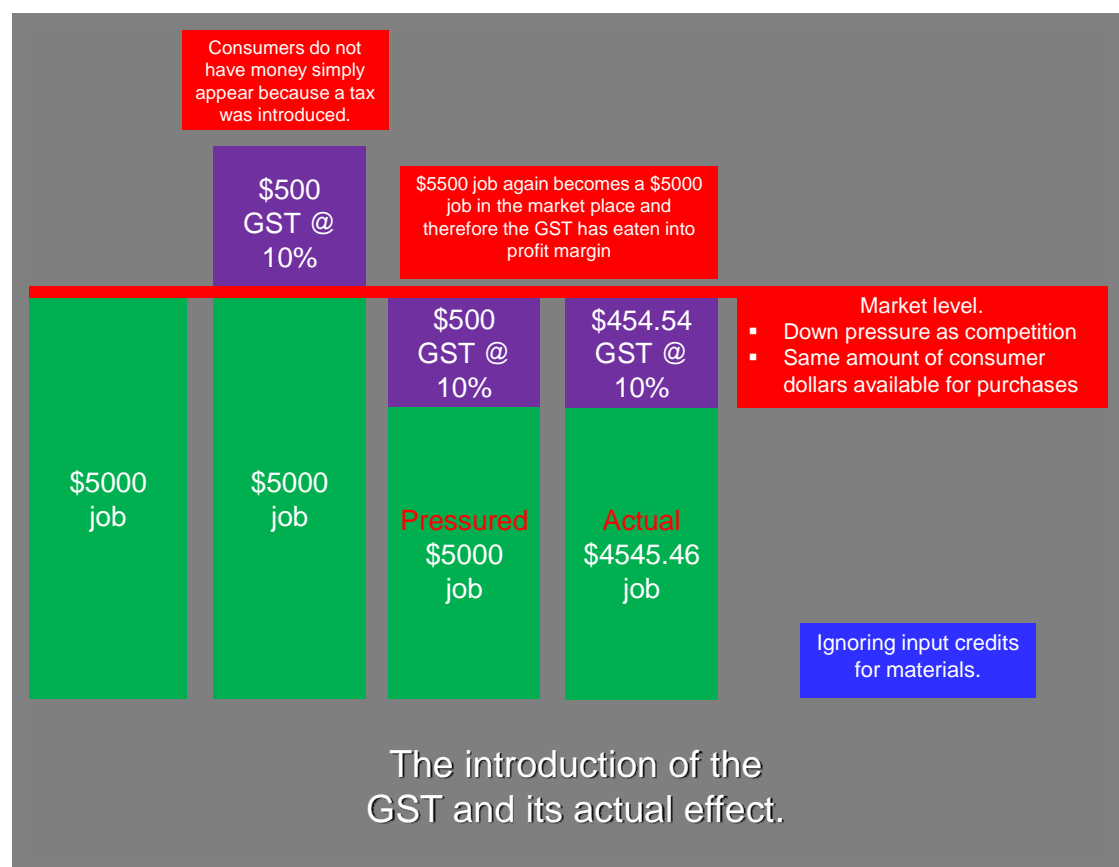 Consumers do not
have money simply
appear because a tax
was introduced.
$500
GST @
10%
$5500 job again becomes a $5000
job in the market place and
therefore the GST has eaten into
profit margin
$500
GST @
10%
$454.54
GST @
10%
Market level.
▪ Down pressure as competition
▪ Same amount of consumer
dollars available for purchases
$5000
job
$5000
job
Pressured
$5000
job
Actual
$4545.46
job
Ignoring input credits
for materials.
The introduction of the
GST and its actual effect.